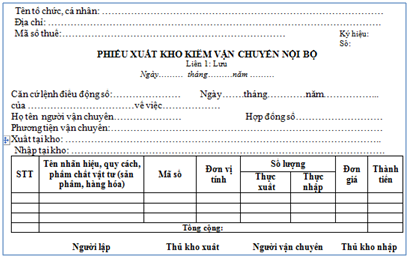 Tên tổ chức, cá nhân: ..........................................
Địa chỉ: ..........................................
Mã số thuế: ..........................................
Ký hiệu:
Số:
PHIẾU XUẤT KHO KIÊM VẬN CHUYỂN NỘI BỘ
Liên 1: Lưu
Ngày......... tháng.........năm .........
Căn cứ lệnh điều động số:.................... Ngày......tháng.........năm...............
của ..............................về việc..............................
Họ tên người vận chuyển.............................. Hợp đồng số....................
Phương tiện vận chuyển:..........................................
Xuất tại kho: ..........................................
Nhập tại kho: ..........................................
STT Tên nhãn hiệu, quy cách, phẩm chất vật tư (sản phẩm, hàng hóa) Mã số Đơn vị tính Số lượng Đơn giá Thành tiền
Thực xuất Thực nhập
Tổng cộng:
Người lập Thủ kho xuất Người vận chuyển Thủ kho nhập